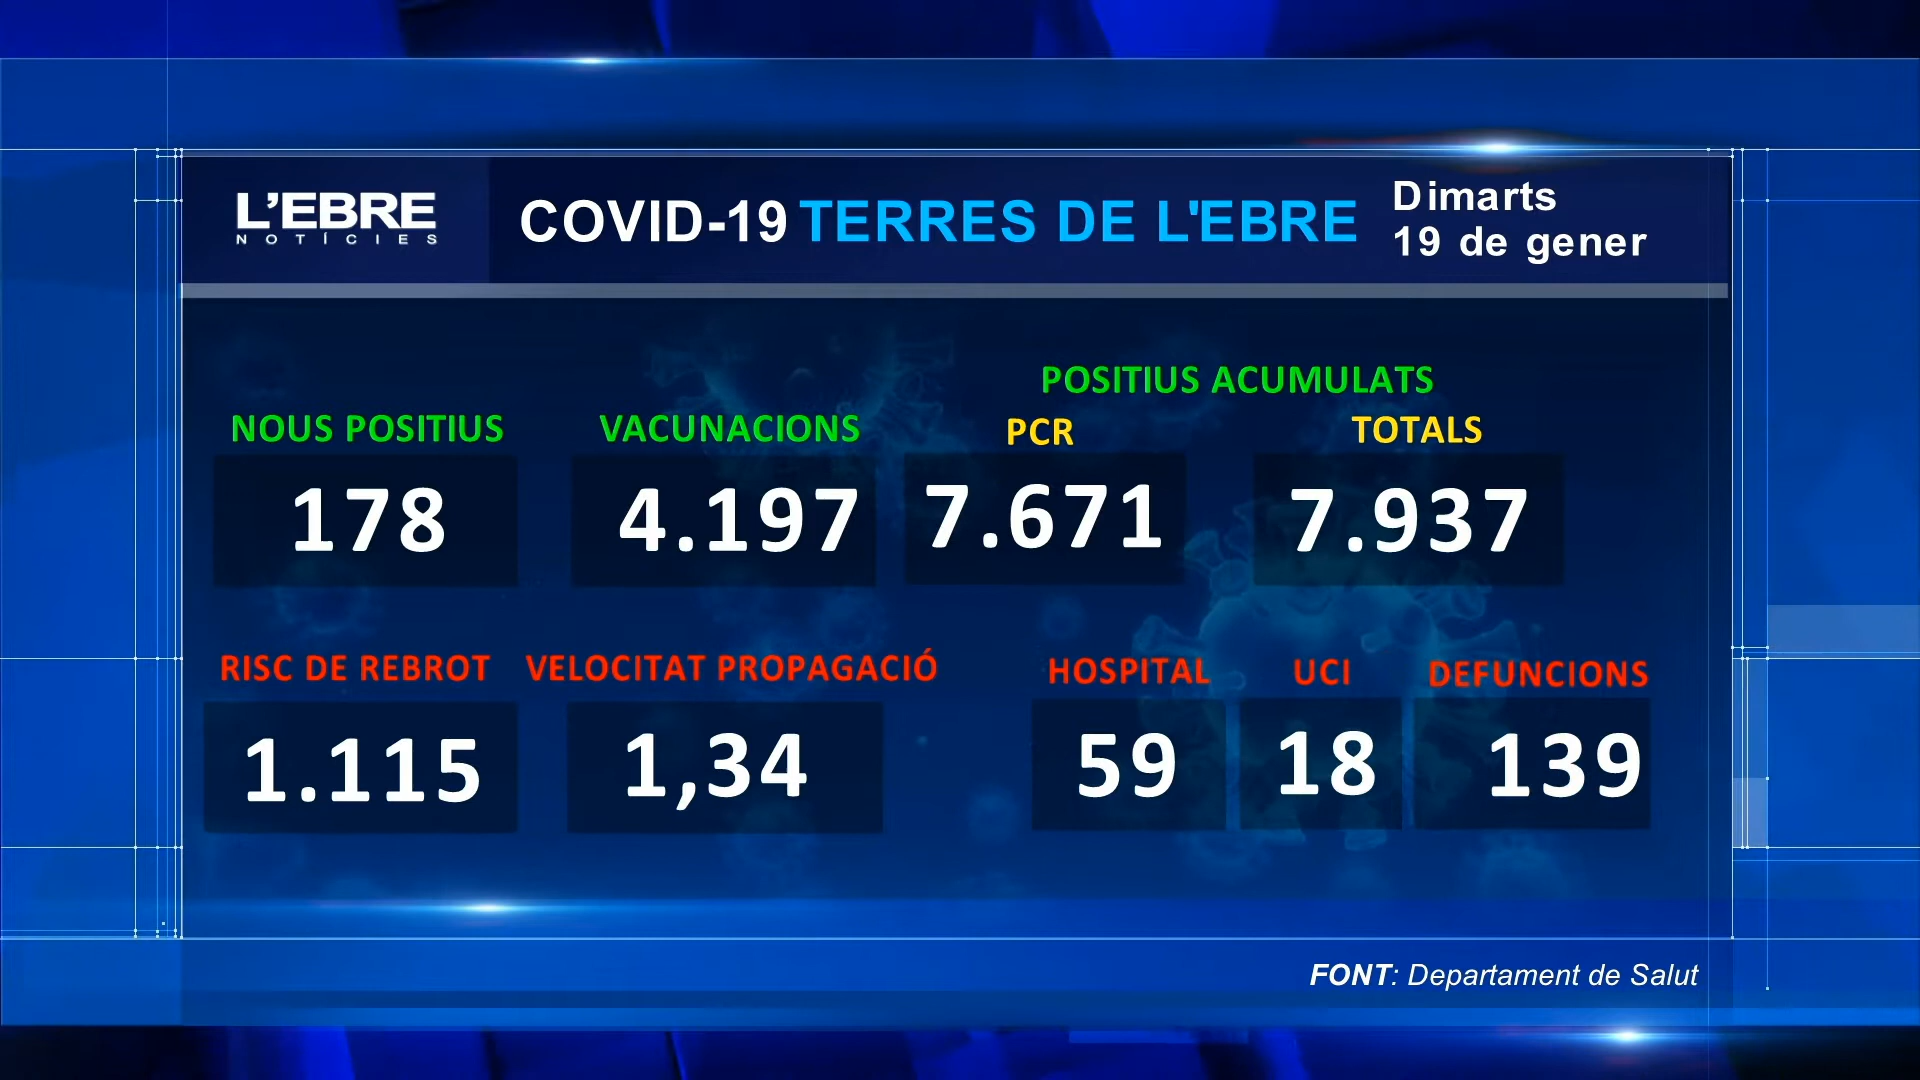 L'EBRE
NOTÍCIES
COVID-19 TERRES DE L'EBRE
Dimarts
19 de gener
POSITIUS ACUMULATS
NOUS POSITIUS
VACUNACIONS
PCR
TOTALS
178
4.197
7.671
7.937
RISC DE REBROT
VELOCITAT PROPAGACIÓ
HOSPITAL
UCI
DEFUNCIONS
1.115
1,34
59
18
139
FONT: Departament de Salut